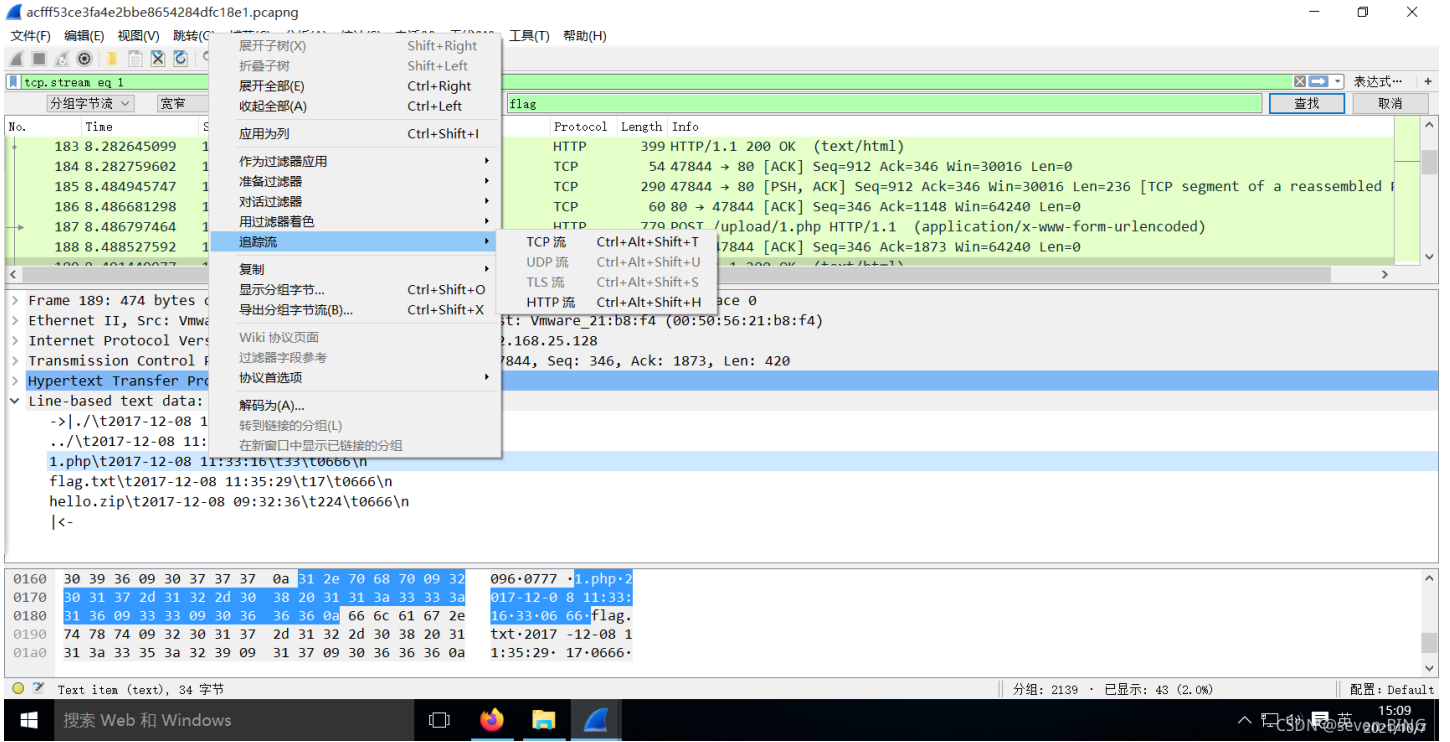 acfff53ce3fa4e2bbe8654284dfc18e1.pcapng
文件(F) 编辑(E) 视图(V) 跳转(G) 工具(T) 帮助(H)
tcp.stream eq 1 表达式… +
分组字节流 宽窄 flag 查找 取消
No. Time Protocol Length Info
183 8.282645099 1 HTTP 399 HTTP/1.1 200 OK (text/html)
184 8.282759602 1 TCP 54 47844 → 80 [ACK] Seq=912 Ack=346 Win=30016 Len=0
185 8.484945747 1 TCP 290 47844 → 80 [PSH, ACK] Seq=912 Ack=346 Win=30016 Len=236 [TCP segment of a reassembled
186 8.486681298 1 TCP 60 80 → 47844 [ACK] Seq=346 Ack=1148 Win=64240 Len=0
187 8.486797464 1 HTTP 779 POST /upload/1.php HTTP/1.1 (application/x-www-form-urlencoded)
188 8.488527592 1 47844 [ACK] Seq=346 Ack=1873 Win=64240 Len=0
189 8.491449077 1 1.1 200 OK (text/html)
展开子树(X) Shift+Right
折叠子树 Shift+Left
展开全部(E) Ctrl+Right
收起全部(A) Ctrl+Left
应用为列 Ctrl+Shift+I
作为过滤器应用
准备过滤器
对话过滤器
用过滤器着色
追踪流
复制
显示分组字节... Ctrl+Shift+O
导出分组字节流(B)... Ctrl+Shift+X
Wiki 协议页面
过滤器字段参考
协议首选项
解码为(A)...
转到链接的分组(L)
在新窗口中显示已链接的分组
TCP 流 Ctrl+Alt+Shift+T
UDP 流 Ctrl+Alt+Shift+U
TLS 流 Ctrl+Alt+Shift+S
HTTP 流 Ctrl+Alt+Shift+H
Frame 189: 474 bytes ace 0
Ethernet II, Src: Vmwa st: Vmware_21:b8:f4 (00:50:56:21:b8:f4)
Internet Protocol Vers 2.168.25.128
Transmission Control P 7844, Seq: 346, Ack: 1873, Len: 420
Hypertext Transfer Pro
Line-based text data:
->|./\t2017-12-08 1
../\t2017-12-08 11:
1.php\t2017-12-08 11:33:16\t33\t0666\n
flag.txt\t2017-12-08 11:35:29\t17\t0666\n
hello.zip\t2017-12-08 09:32:36\t224\t0666\n
|<-
0160 30 39 36 09 30 37 37 37 0a 31 2e 70 68 70 09 32 096·0777 ·1.php·2
0170 30 31 37 2d 31 32 2d 30 38 20 31 31 3a 33 33 3a 017-12-0 8 11:33:
0180 31 36 09 33 33 09 30 36 36 36 0a 66 6c 61 67 2e 16·33·06 66·flag.
0190 74 78 74 09 32 30 31 37 2d 31 32 2d 30 38 20 31 txt·2017 -12-08 1
01a0 31 3a 33 35 3a 32 39 09 31 37 09 30 36 36 36 0a 1:35:29· 17·0666·
Text item (text), 34 字节 分组: 2139 · 已显示: 43 (2.0%) 配置: Default
搜索 Web 和 Windows 英 15:09
2021/10/7
CSDN @seven-BING